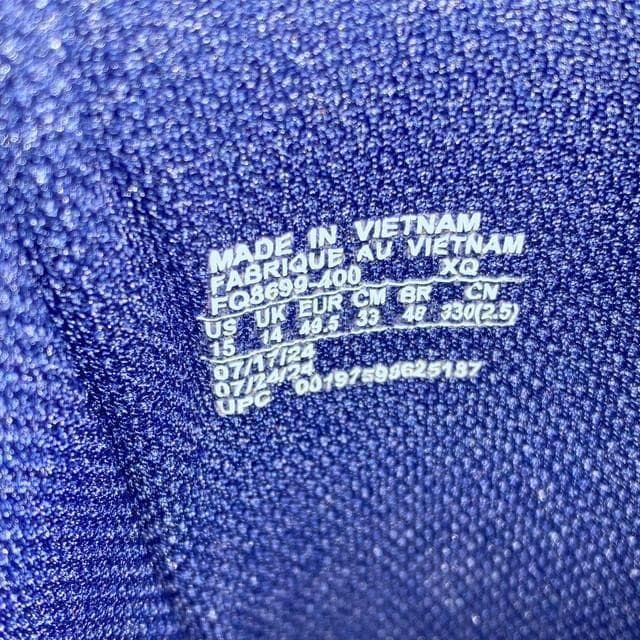 MADE IN VIETNAM
FABRIQUE AU VIETNAM
FQ8699-400 XQ
US UK EUR CM BR CN
15 14 49.5 33 48 330(2.5)
07/17/24
07/24/24
UPC